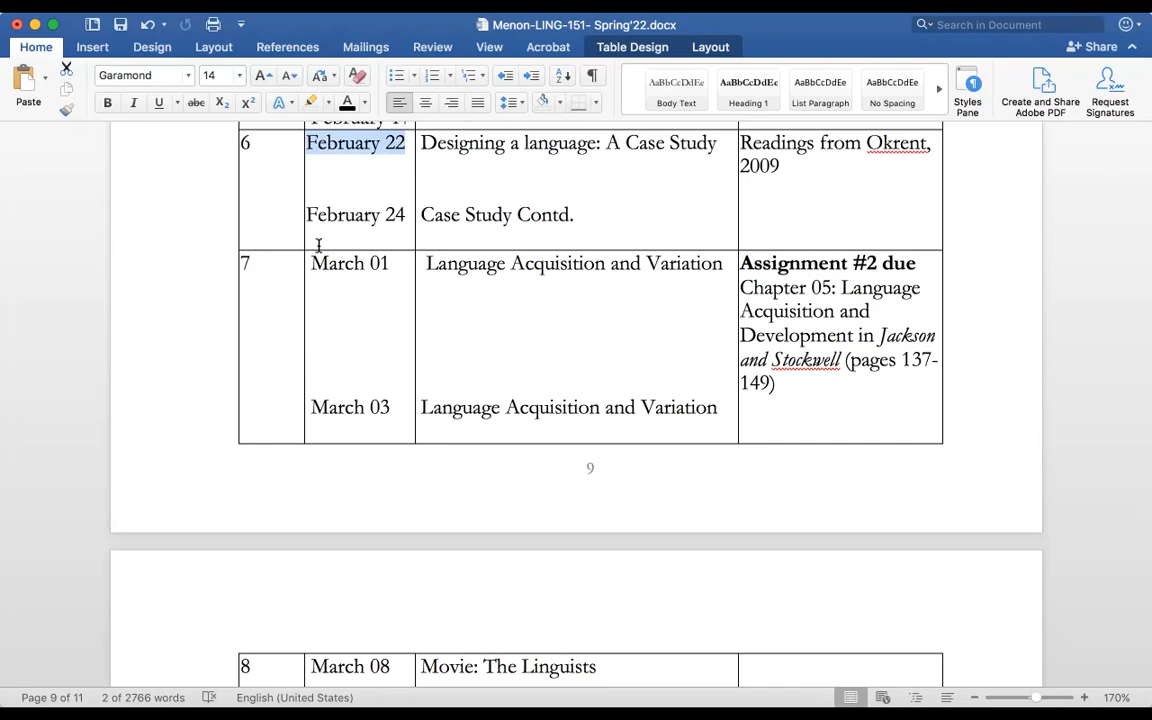 Menon-LING-151- Spring'22.docx
Search in Document
Home Insert Design Layout References Mailings Review View Acrobat Table Design Layout
Share
Paste
Garamond 14
AaBbCcDdEe AaBbCcDdEe AaBbCcDdEe AaBbCcDdEe
Body Text Heading 1 List Paragraph No Spacing
Styles Pane
Create and Share Adobe PDF
Request Signatures
February 17
6 February 22 Designing a language: A Case Study Readings from Okrent,
2009
February 24 Case Study Contd.
7 March 01 Language Acquisition and Variation Assignment #2 due
Chapter 05: Language
Acquisition and
Development in Jackson
and Stockwell (pages 137-
149)
March 03 Language Acquisition and Variation
9
8 March 08 Movie: The Linguists
Page 9 of 11 2 of 2766 words English (United States) 170%